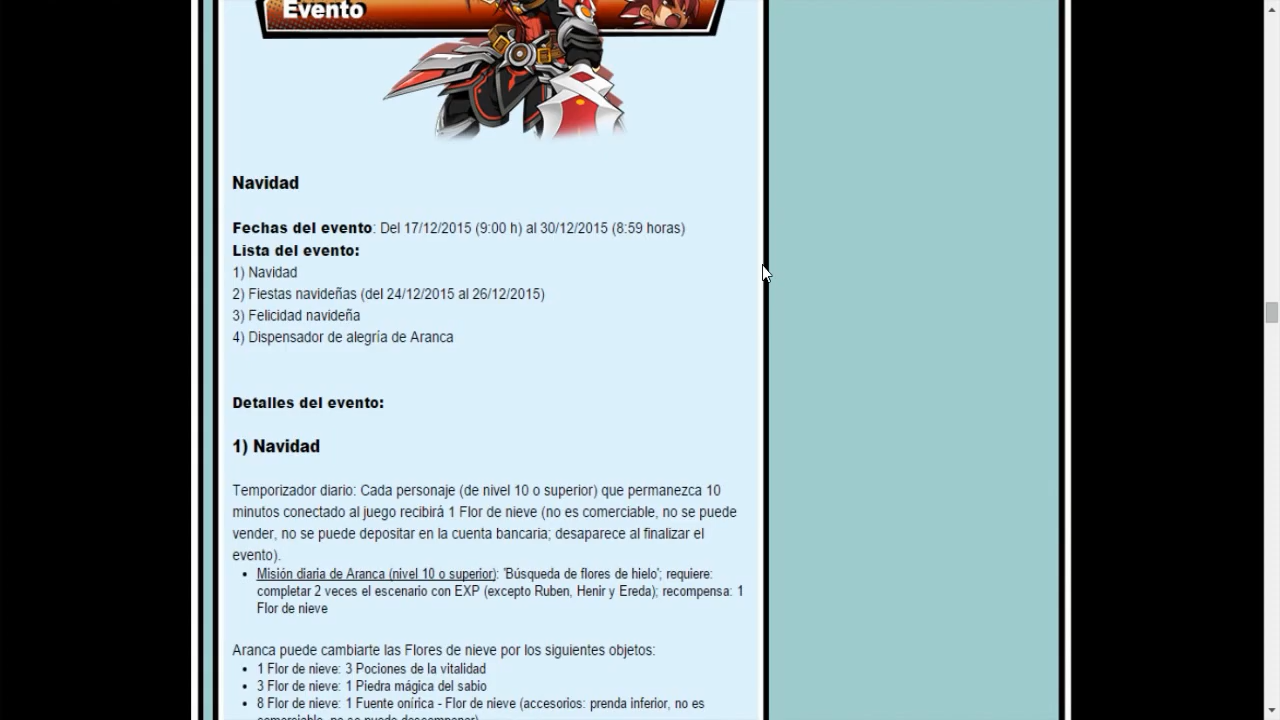 Evento
Navidad
Fechas del evento: Del 17/12/2015 (9:00 h) al 30/12/2015 (8:59 horas)
Lista del evento:
1) Navidad
2) Fiestas navideñas (del 24/12/2015 al 26/12/2015)
3) Felicidad navideña
4) Dispensador de alegría de Aranca
Detalles del evento:
1) Navidad
Temporizador diario: Cada personaje (de nivel 10 o superior) que permanezca 10
minutos conectado al juego recibirá 1 Flor de nieve (no es comerciable, no se puede
vender, no se puede depositar en la cuenta bancaria; desaparece al finalizar el
evento).
• Misión diaria de Aranca (nivel 10 o superior): 'Búsqueda de flores de hielo'; requiere:
completar 2 veces el escenario con EXP (excepto Ruben, Henir y Ereda); recompensa: 1
Flor de nieve
Aranca puede cambiarte las Flores de nieve por los siguientes objetos:
• 1 Flor de nieve: 3 Pociones de la vitalidad
• 3 Flor de nieve: 1 Piedra mágica del sabio
• 8 Flor de nieve: 1 Fuente onírica - Flor de nieve (accesorios: prenda inferior, no es
comerciable, no se puede descompener)